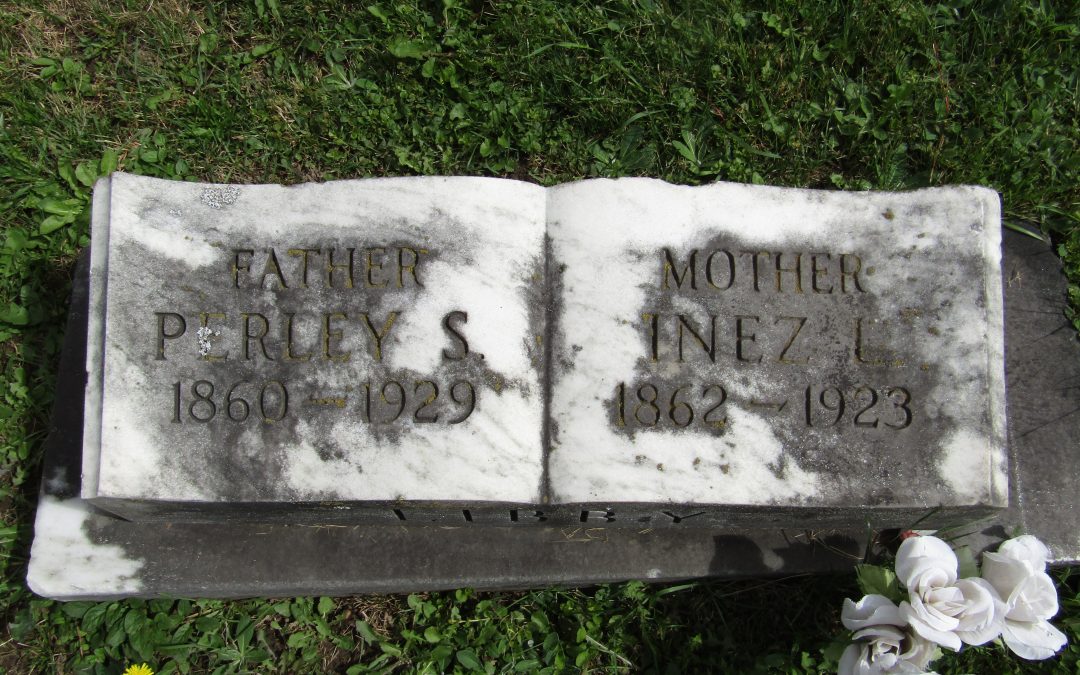 FATHER
PERLEY S.
1860 – 1929
MOTHER
INEZ L.
1862 – 1923
LIBBY